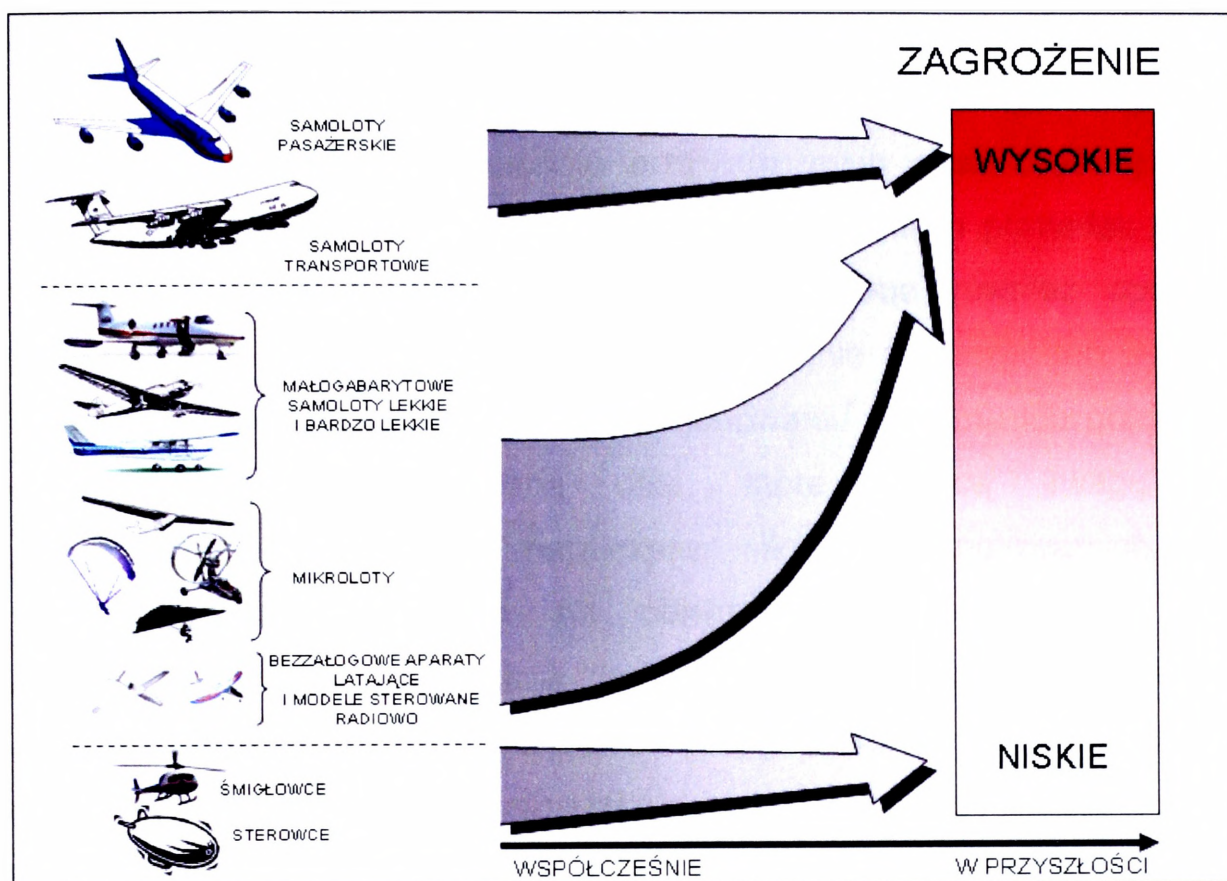 ZAGROŻENIE
SAMOLOTY
PASAŻERSKIE
WYSOKIE
SAMOLOTY
TRANSPORTOWE
MAŁOGABARYTOWE
SAMOLOTY LEKKIE
I BARDZO LEKKIE
MIKROLOTY
BEZZAŁOGOWE APARATY
LATAJĄCE
I MODELE STEROWANE
RADIOWO
NISKIE
ŚMIGŁOWCE
STEROWCE
WSPÓŁCZEŚNIE
W PRZYSZŁOŚCI